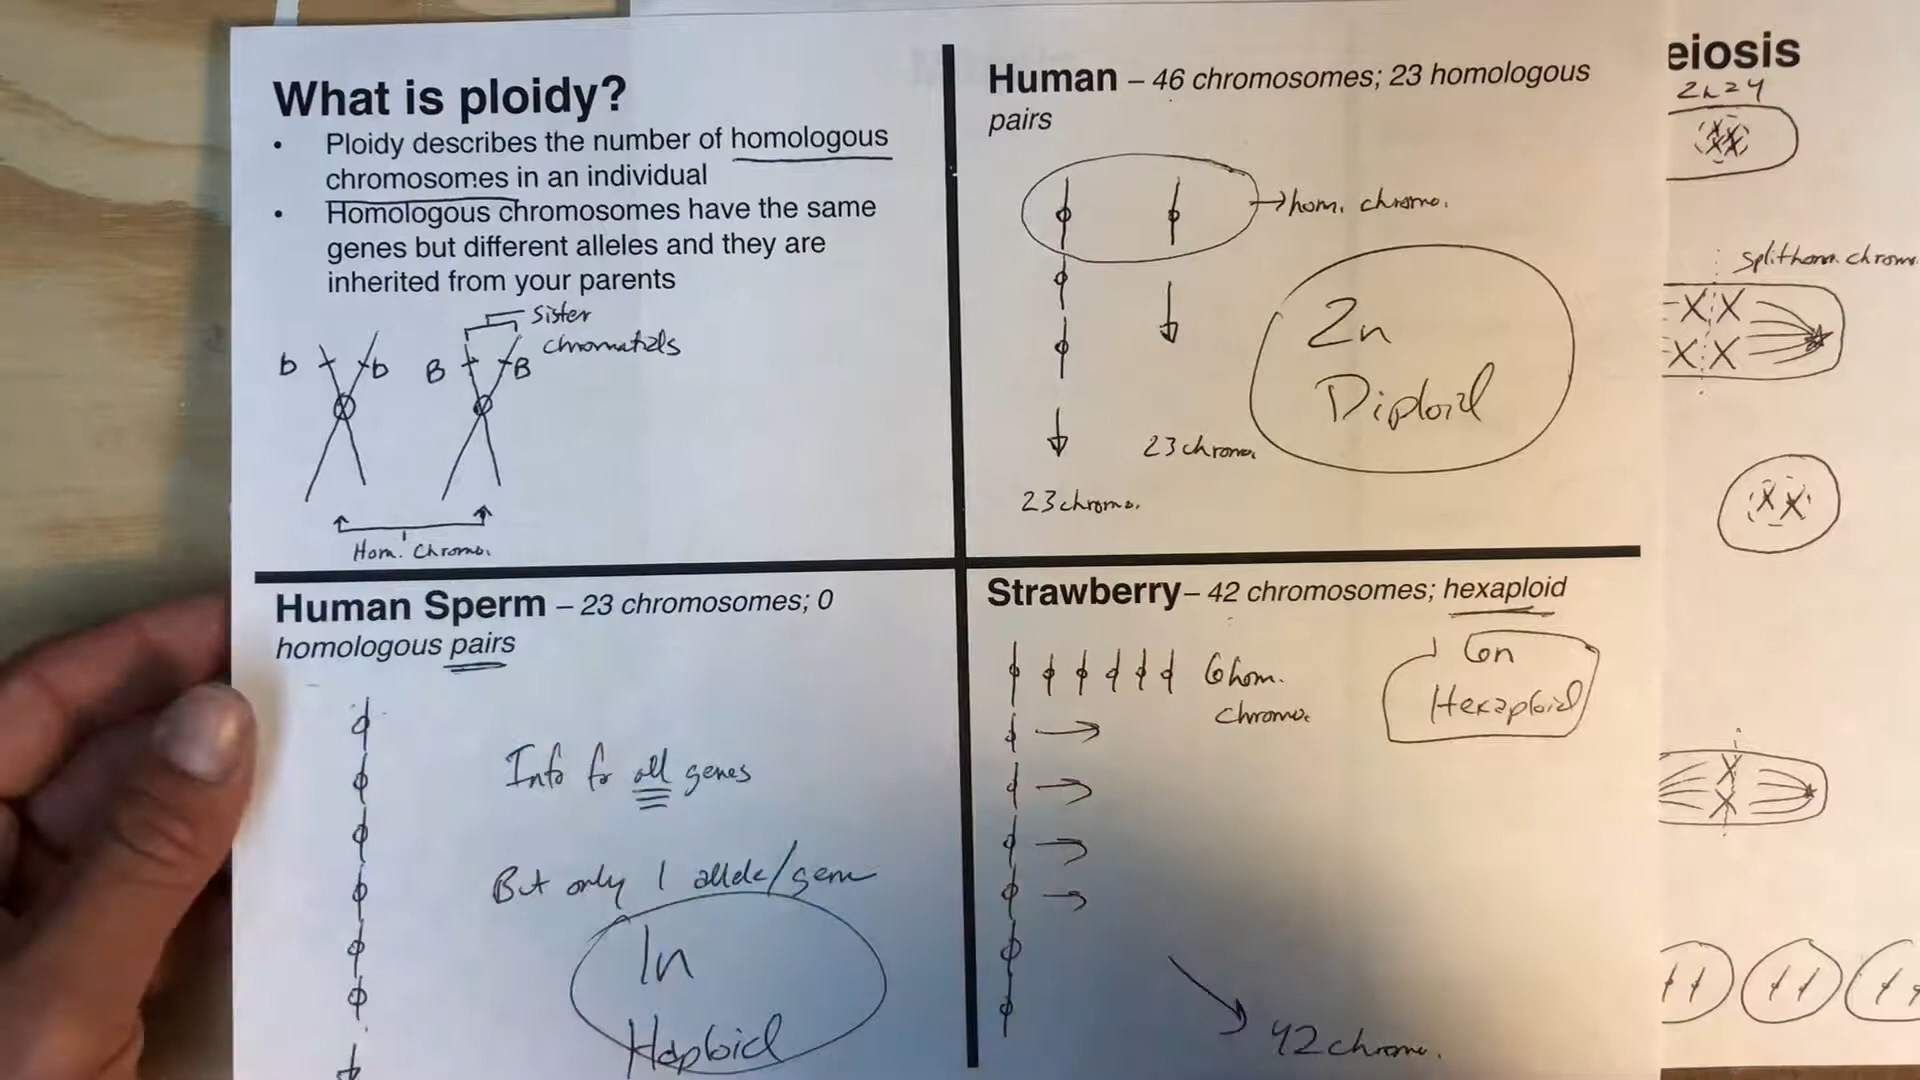 What is ploidy?
• Ploidy describes the number of homologous
chromosomes in an individual
• Homologous chromosomes have the same
genes but different alleles and they are
inherited from your parents
Sister
chromatids
b b B B
Hom. Chromo.
Human – 46 chromosomes; 23 homologous
pairs
hom. chromo.
2n
Diploid
23 chromo.
23 chromo.
Human Sperm – 23 chromosomes; 0
homologous pairs
Info for all genes
But only 1 allele/gene
1n
Haploid
Strawberry– 42 chromosomes; hexaploid
6 hom.
chromo.
6n
Hexaploid
42 chromo.
eiosis
2n=4
split hom. chromo